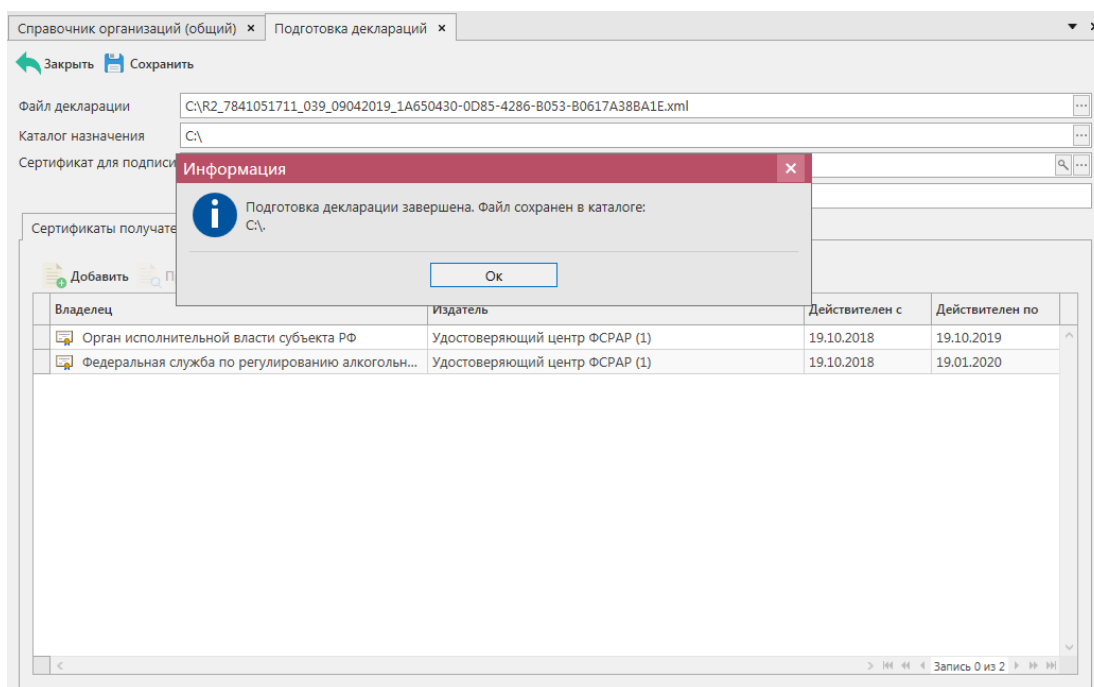 Справочник организаций (общий) × Подготовка деклараций ×
Закрыть Сохранить
Файл декларации C:\R2_7841051711_039_09042019_1A650430-0D85-4286-B053-B0617A38BA1E.xml
Каталог назначения C:\
Сертификат для подписи
Информация
Подготовка декларации завершена. Файл сохранен в каталоге:
C:\.
Ок
Сертификаты получате
Добавить
Владелец Издатель Действителен с Действителен по
Орган исполнительной власти субъекта РФ Удостоверяющий центр ФСРАР (1) 19.10.2018 19.10.2019
Федеральная служба по регулированию алкогольн... Удостоверяющий центр ФСРАР (1) 19.10.2018 19.01.2020
Запись 0 из 2